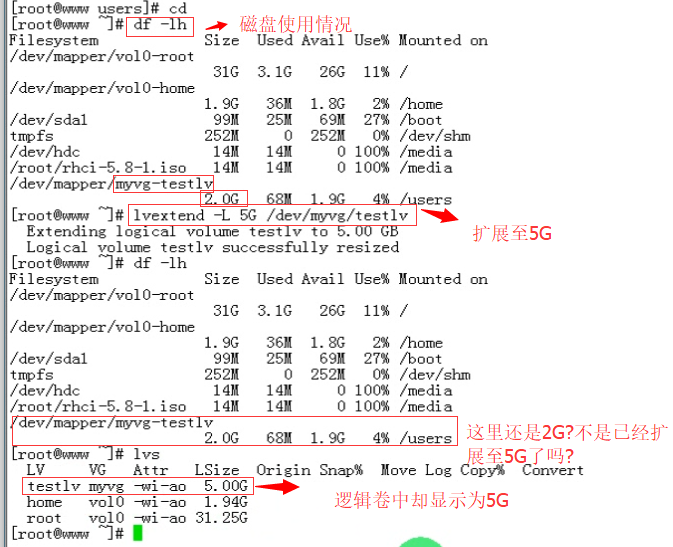 [root@www users]# cd
[root@www ~]# df -lh 磁盘使用情况
Filesystem Size Used Avail Use% Mounted on
/dev/mapper/vol0-root
31G 3.1G 26G 11% /
/dev/mapper/vol0-home
1.9G 36M 1.8G 2% /home
/dev/sda1 99M 25M 69M 27% /boot
tmpfs 252M 0 252M 0% /dev/shm
/dev/hdc 14M 14M 0 100% /media
/root/rhci-5.8-1.iso 14M 14M 0 100% /media
/dev/mapper/myvg-testlv
2.0G 68M 1.9G 4% /users
[root@www ~]# lvextend -L 5G /dev/myvg/testlv
Extending logical volume testlv to 5.00 GB 扩展至5G
Logical volume testlv successfully resized
[root@www ~]# df -lh
Filesystem Size Used Avail Use% Mounted on
/dev/mapper/vol0-root
31G 3.1G 26G 11% /
/dev/mapper/vol0-home
1.9G 36M 1.8G 2% /home
/dev/sda1 99M 25M 69M 27% /boot
tmpfs 252M 0 252M 0% /dev/shm
/dev/hdc 14M 14M 0 100% /media
/root/rhci-5.8-1.iso 14M 14M 0 100% /media
/dev/mapper/myvg-testlv
2.0G 68M 1.9G 4% /users
这里还是2G?不是已经扩
展至5G了吗?
[root@www ~]# lvs
LV VG Attr LSize Origin Snap% Move Log Copy% Convert
testlv myvg -wi-ao 5.00G
home vol0 -wi-ao 1.94G
逻辑卷中却显示为5G
root vol0 -wi-ao 31.25G
[root@www ~]#